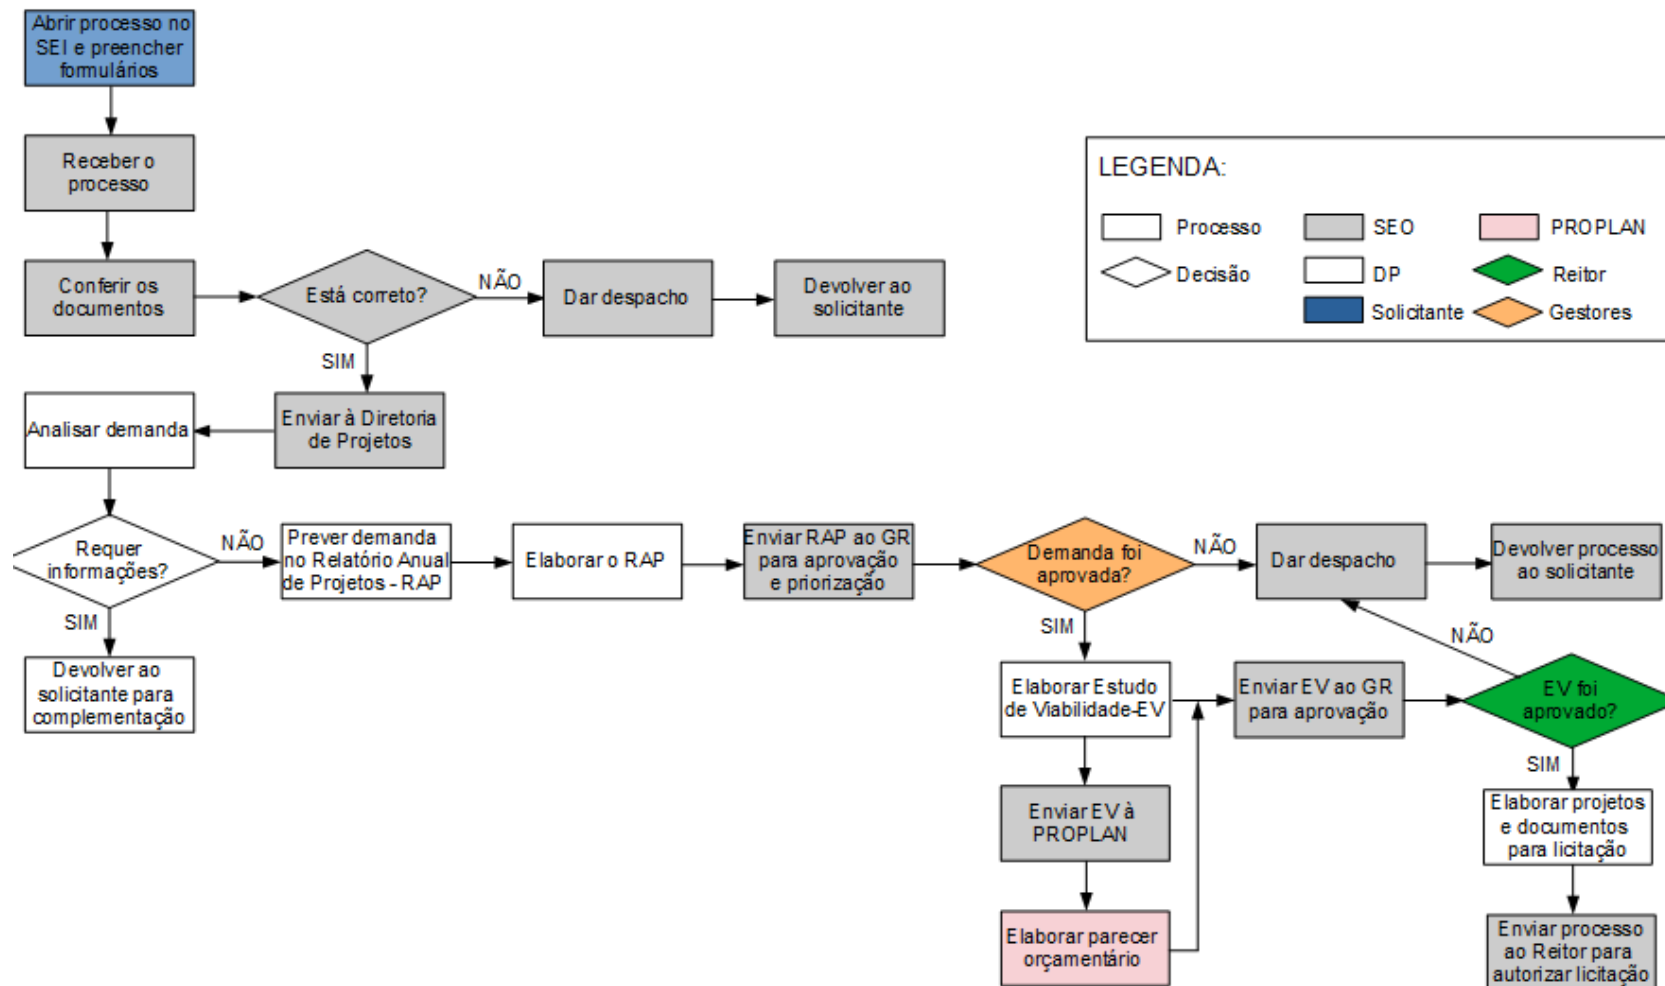 Abrir processo no
SEI e preencher
formulários
Receber o
processo
LEGENDA:
Processo
SEO
PROPLAN
Decisão
DP
Reitor
Solicitante
Gestores
Conferir os
documentos
Está correto?
NÃO
Dar despacho
Devolver ao
solicitante
SIM
Analisar demanda
Enviar à Diretoria
de Projetos
Requer
informações?
NÃO
Prever demanda
no Relatório Anual
de Projetos - RAP
Elaborar o RAP
Enviar RAP ao GR
para aprovação
e priorização
Demanda foi
aprovada?
NÃO
Dar despacho
Devolver processo
ao solicitante
SIM
Devolver ao
solicitante para
complementação
SIM
Elaborar Estudo
de Viabilidade-EV
Enviar EV ao GR
para aprovação
NÃO
EV foi
aprovado?
SIM
Enviar EV à
PROPLAN
Elaborar projetos
e documentos
para licitação
Elaborar parecer
orçamentário
Enviar processo
ao Reitor para
autorizar licitação